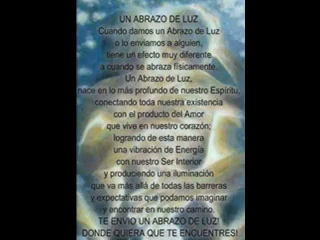 UN ABRAZO DE LUZ
Cuando damos un Abrazo de Luz
o lo enviamos a alguien,
tiene un efecto muy diferente
a cuando se abraza físicamente.
Un Abrazo de Luz,
nace en lo más profundo de nuestro Espíritu,
conectando toda nuestra existencia
con el producto del Amor
que vive en nuestro corazón;
logrando de esta manera
una vibración de Energía
con nuestro Ser Interior
y produciendo una iluminación
que va más allá de todas las barreras
y expectativas que podamos imaginar
y encontrar en nuestro camino.
TE ENVIO UN ABRAZO DE LUZ!
DONDE QUIERA QUE TE ENCUENTRES!